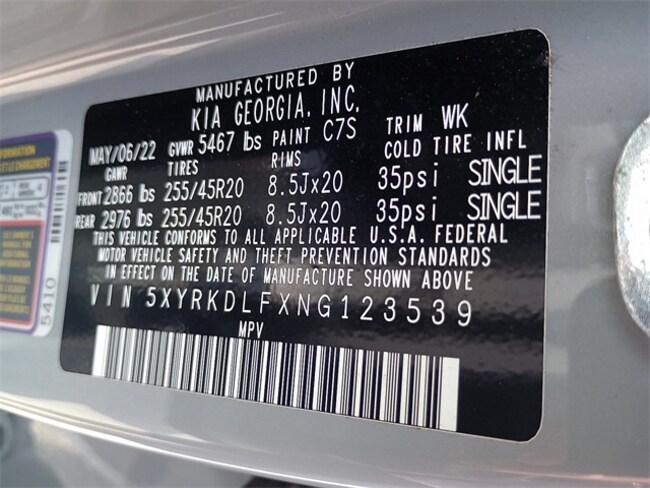 MANUFACTURED BY
KIA GEORGIA, INC.
MAY/06/22 GVWR 5467 lbs PAINT C7S TRIM WK
GAWR TIRES RIMS COLD TIRE INFL
FRONT 2866 lbs 255/45R20 8.5Jx20 35psi SINGLE
REAR 2976 lbs 255/45R20 8.5Jx20 35psi SINGLE
THIS VEHICLE CONFORMS TO ALL APPLICABLE U.S.A. FEDERAL
MOTOR VEHICLE SAFETY AND THEFT PREVENTION STANDARDS
IN EFFECT ON THE DATE OF MANUFACTURE SHOWN ABOVE
VIN 5XYRKDLFXNG123539
MPV
5410